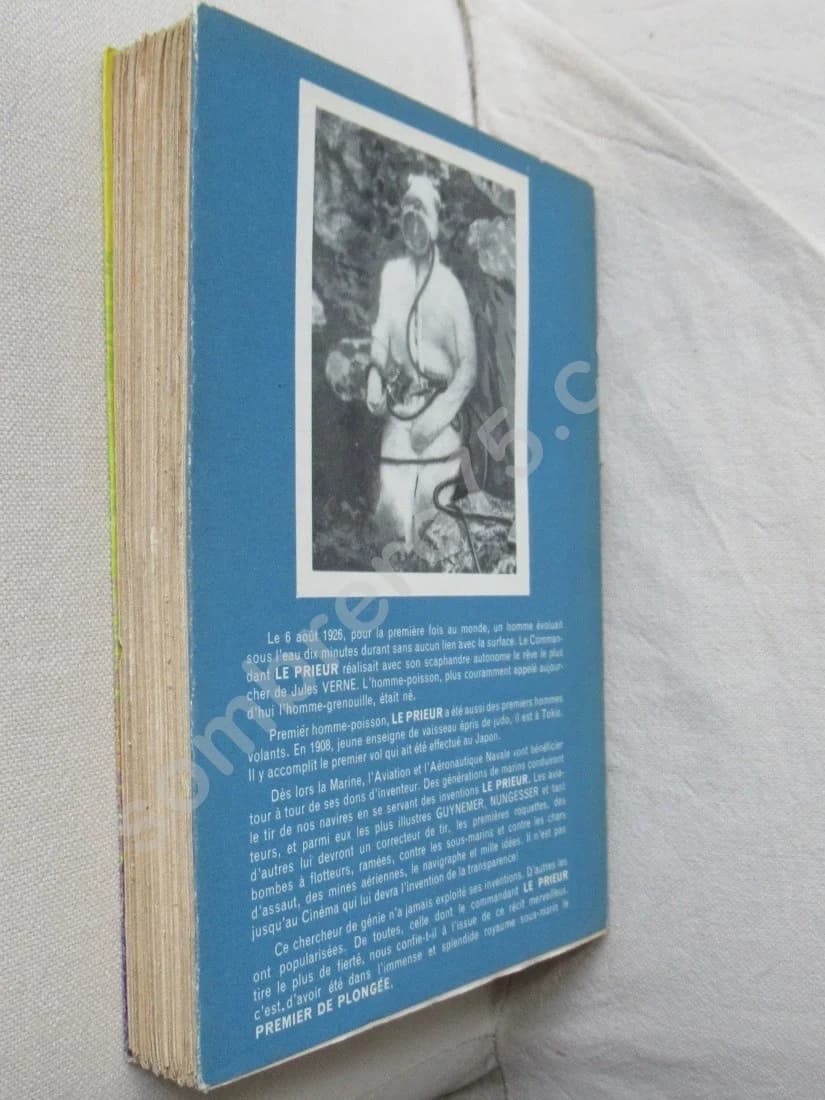 Le 6 août 1926, pour la première fois au monde, un homme évoluait
sous l'eau dix minutes durant sans aucun lien avec la surface. Le Comman-
dant LE PRIEUR réalisait avec son scaphandre autonome le rêve le plus
cher de Jules VERNE. L'homme-poisson, plus couramment appelé aujour-
d'hui l'homme-grenouille, était né.
Premier homme-poisson, LE PRIEUR a été aussi des premiers hommes
volants. En 1908, jeune enseigne de vaisseau épris de judo, il est à Tokio.
Il y accomplit le premier vol qui ait été effectué au Japon.
Dès lors la Marine, l'Aviation et l'Aéronautique Navale vont bénéficier
tour à tour de ses dons d'inventeur. Des générations de marins conduiront
le tir de nos navires en se servant des inventions LE PRIEUR. Les avia-
teurs, et parmi eux les plus illustres GUYNEMER, NUNGESSER et tant
d'autres lui devront un correcteur de tir, les premières roquettes, des
bombes à flotteurs, ramées, contre les sous-marins et contre les chars
d'assaut, des mines aériennes, le navigraphe et mille idées. Il n'est pas
jusqu'au Cinéma qui lui devra l'invention de la transparence!
Ce chercheur de génie n'a jamais exploité ses inventions. D'autres les
ont popularisées. De toutes, celle dont le commandant LE PRIEUR
tire le plus de fierté, nous confie-t-il à l'issue de ce récit merveilleux,
c'est d'avoir été dans l'immense et splendide royaume sous-marin le
PREMIER DE PLONGÉE.
sombrero75.c